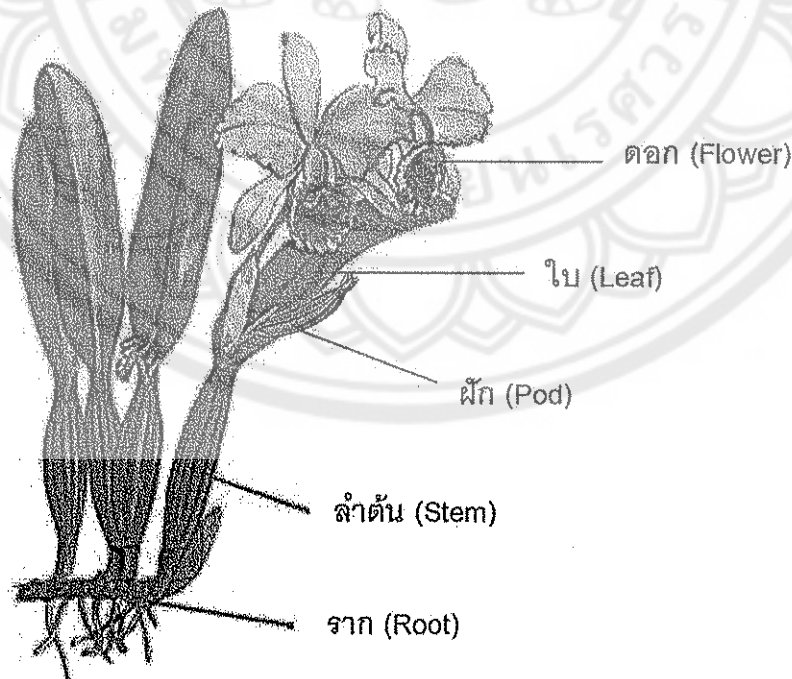 ดอก (Flower)
ใบ (Leaf)
ฝัก (Pod)
ลำต้น (Stem)
ราก (Root)